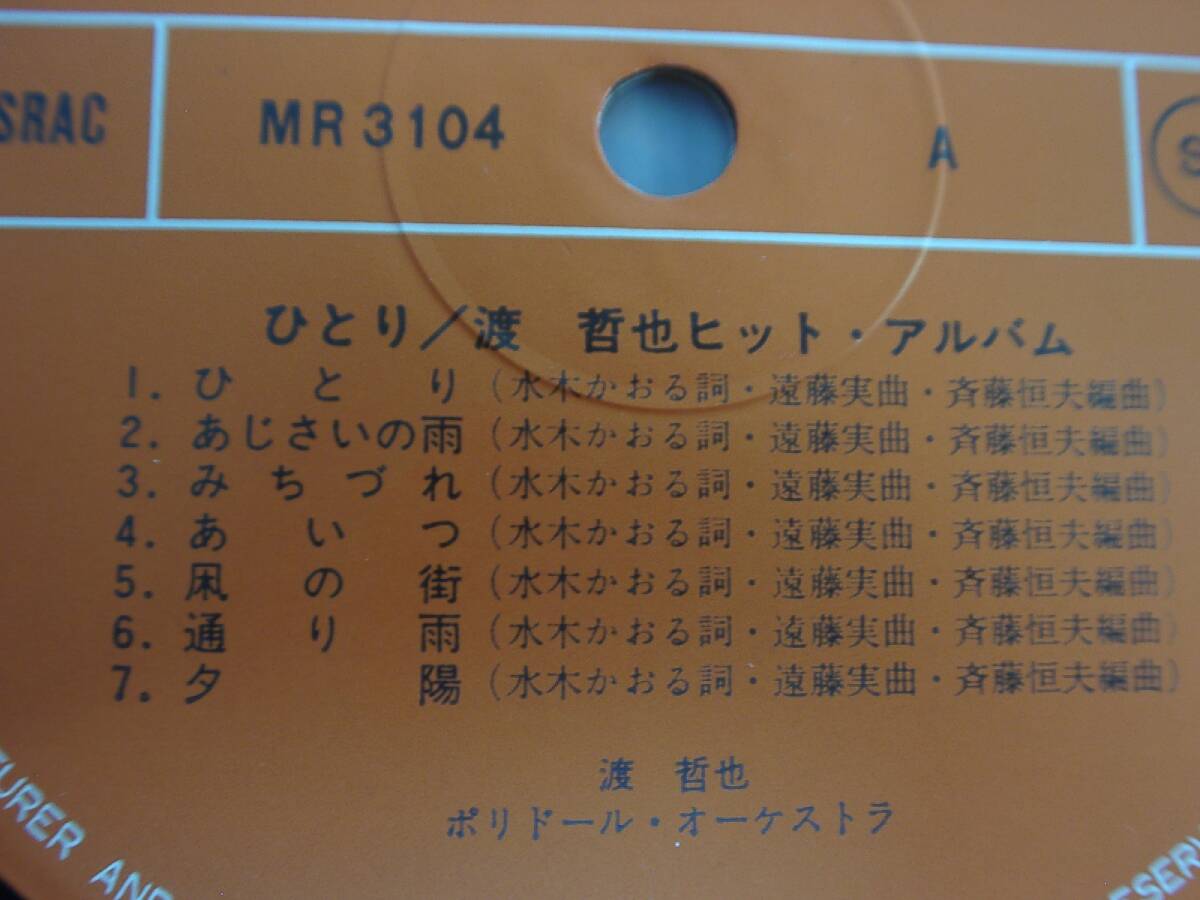 SRAC MR 3104 A S
ひとり／渡 哲也ヒット・アルバム
1. ひとり (水木かおる詞・遠藤実曲・斉藤恒夫編曲)
2. あじさいの雨 (水木かおる詞・遠藤実曲・斉藤恒夫編曲)
3. みちづれ (水木かおる詞・遠藤実曲・斉藤恒夫編曲)
4. あいつ (水木かおる詞・遠藤実曲・斉藤恒夫編曲)
5. 凩の街 (水木かおる詞・遠藤実曲・斉藤恒夫編曲)
6. 通り雨 (水木かおる詞・遠藤実曲・斉藤恒夫編曲)
7. 夕陽 (水木かおる詞・遠藤実曲・斉藤恒夫編曲)
渡 哲也
ポリドール・オーケストラ
TURER AND
ESERV